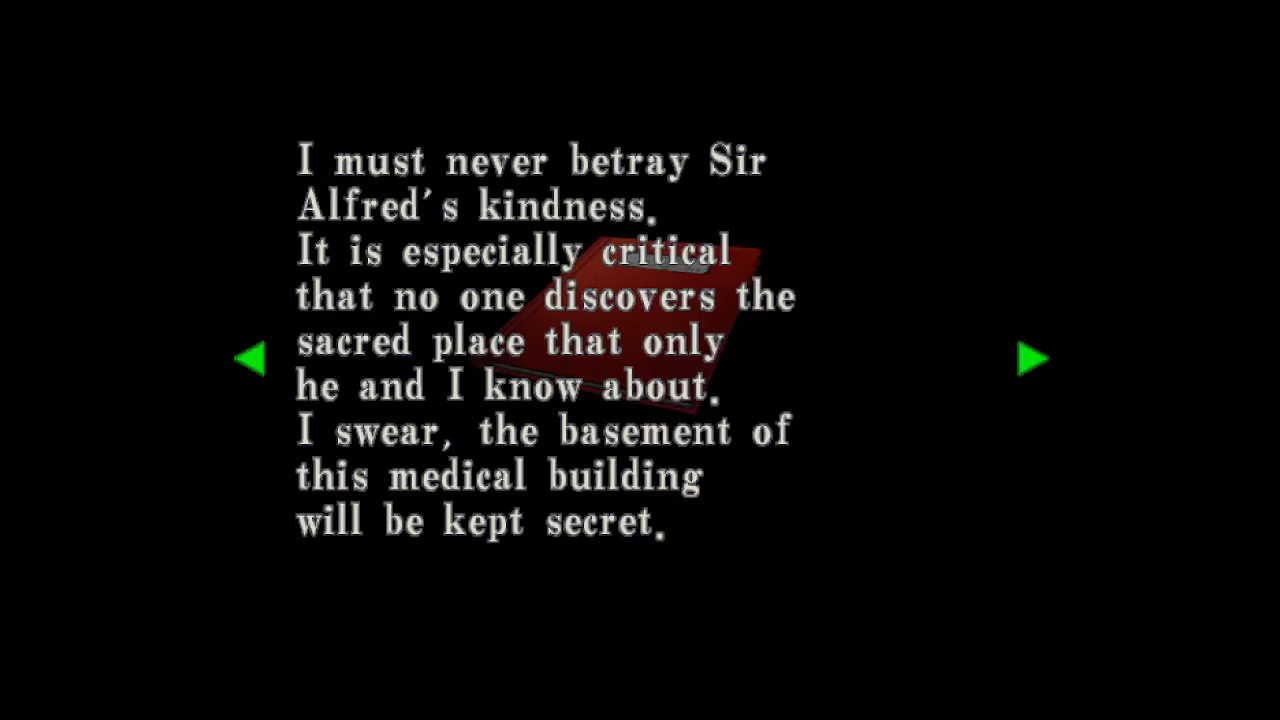 I must never betray Sir
Alfred's kindness.
It is especially critical
that no one discovers the
sacred place that only
he and I know about.
I swear, the basement of
this medical building
will be kept secret.